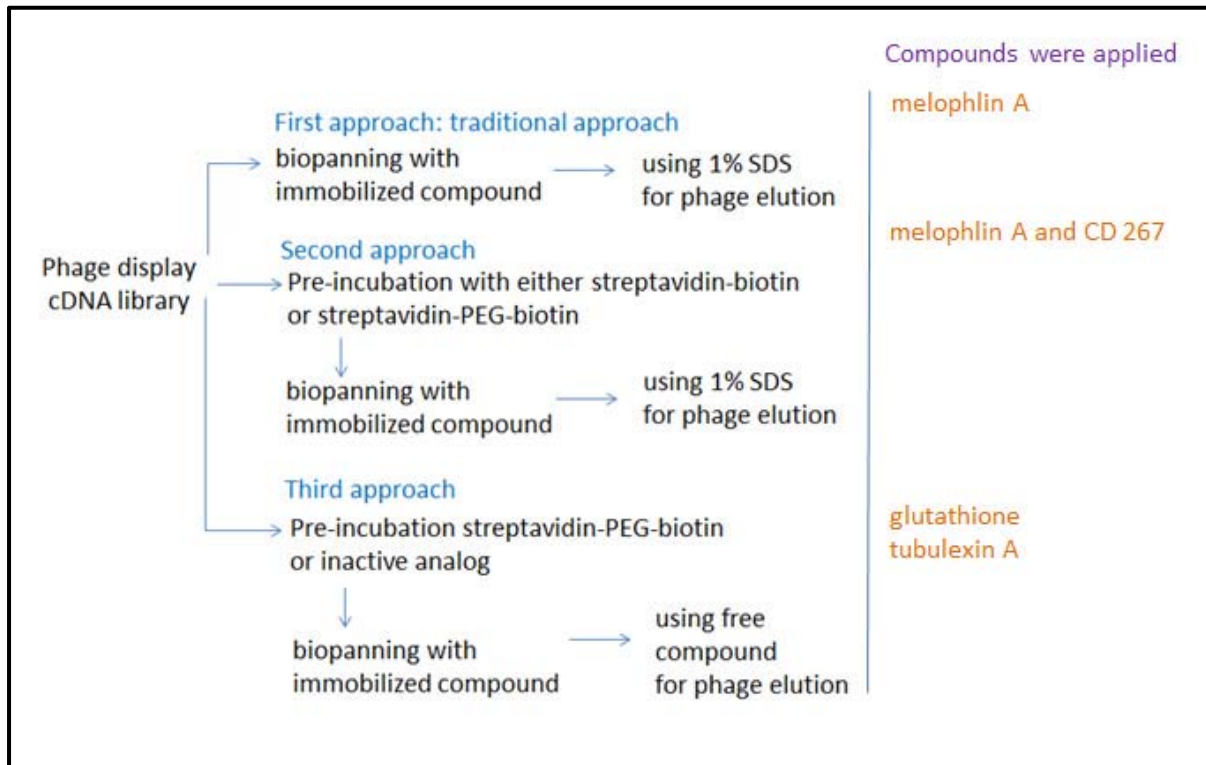 Compounds were applied
melophlin A
First approach: traditional approach
biopanning with
immobilized compound
using 1% SDS
for phage elution
melophlin A and CD 267
Second approach
Phage display
cDNA library
Pre-incubation with either streptavidin-biotin
or streptavidin-PEG-biotin
biopanning with
immobilized compound
using 1% SDS
for phage elution
Third approach
Pre-incubation streptavidin-PEG-biotin
or inactive analog
glutathione
tubulexin A
biopanning with
immobilized compound
using free
compound
for phage elution